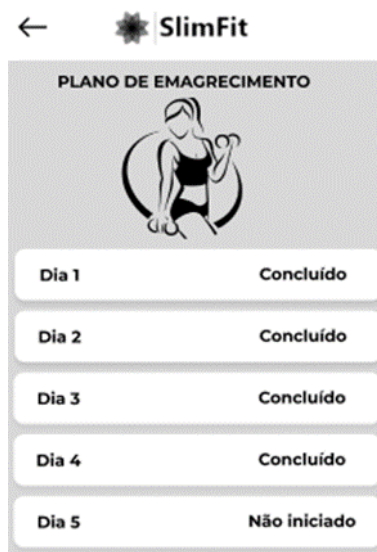 SlimFit
PLANO DE EMAGRECIMENTO
Dia 1 Concluído
Dia 2 Concluído
Dia 3 Concluído
Dia 4 Concluído
Dia 5 Não iniciado